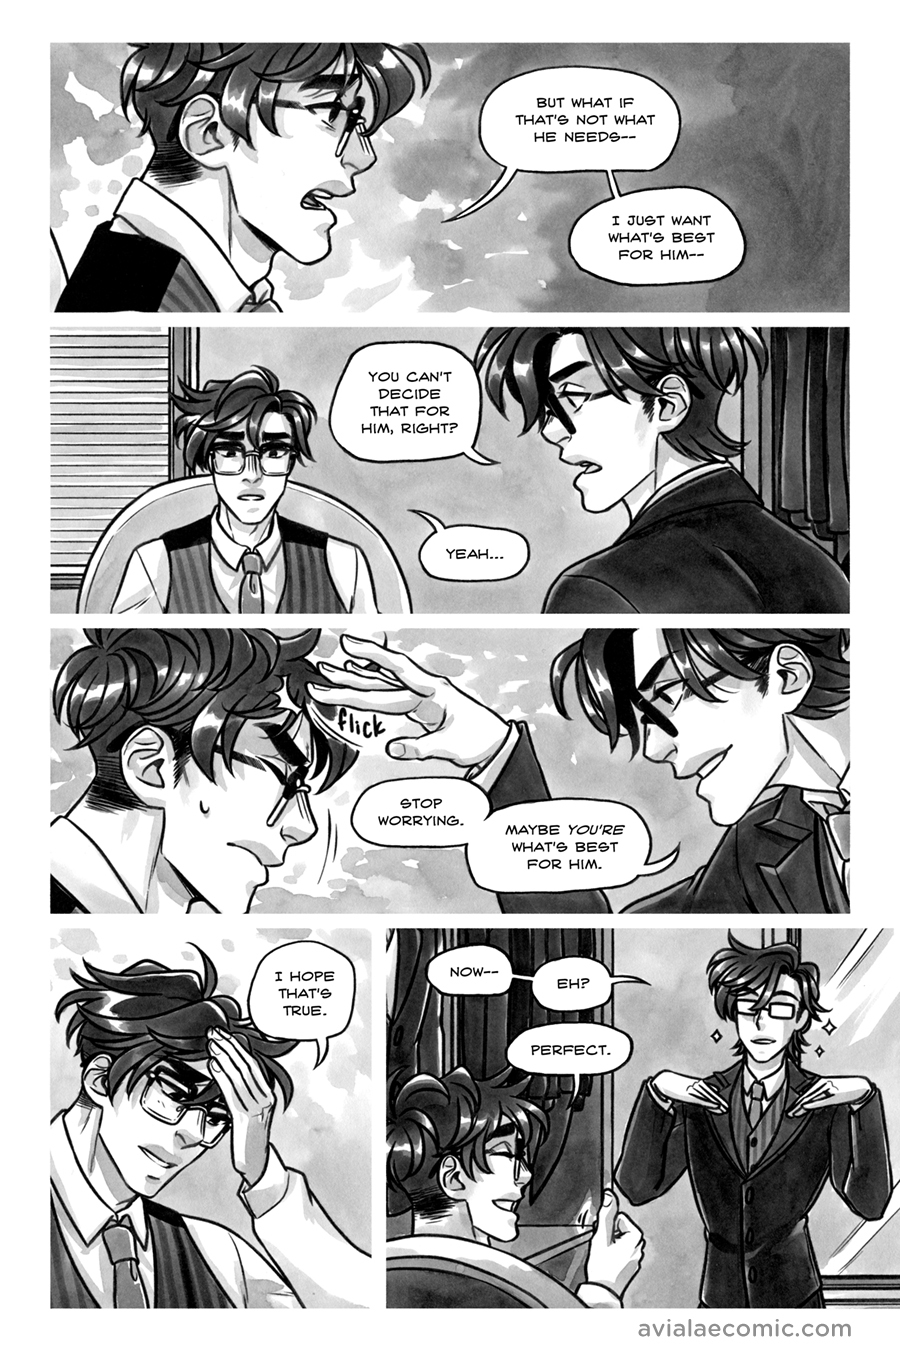 BUT WHAT IF
THAT'S NOT WHAT
HE NEEDS--
I JUST WANT
WHAT'S BEST
FOR HIM--
YOU CAN'T
DECIDE
THAT FOR
HIM, RIGHT?
YEAH...
flick
STOP
WORRYING.
MAYBE YOU'RE
WHAT'S BEST
FOR HIM.
I HOPE
THAT'S
TRUE.
NOW--
EH?
PERFECT.
avialaecomic.com